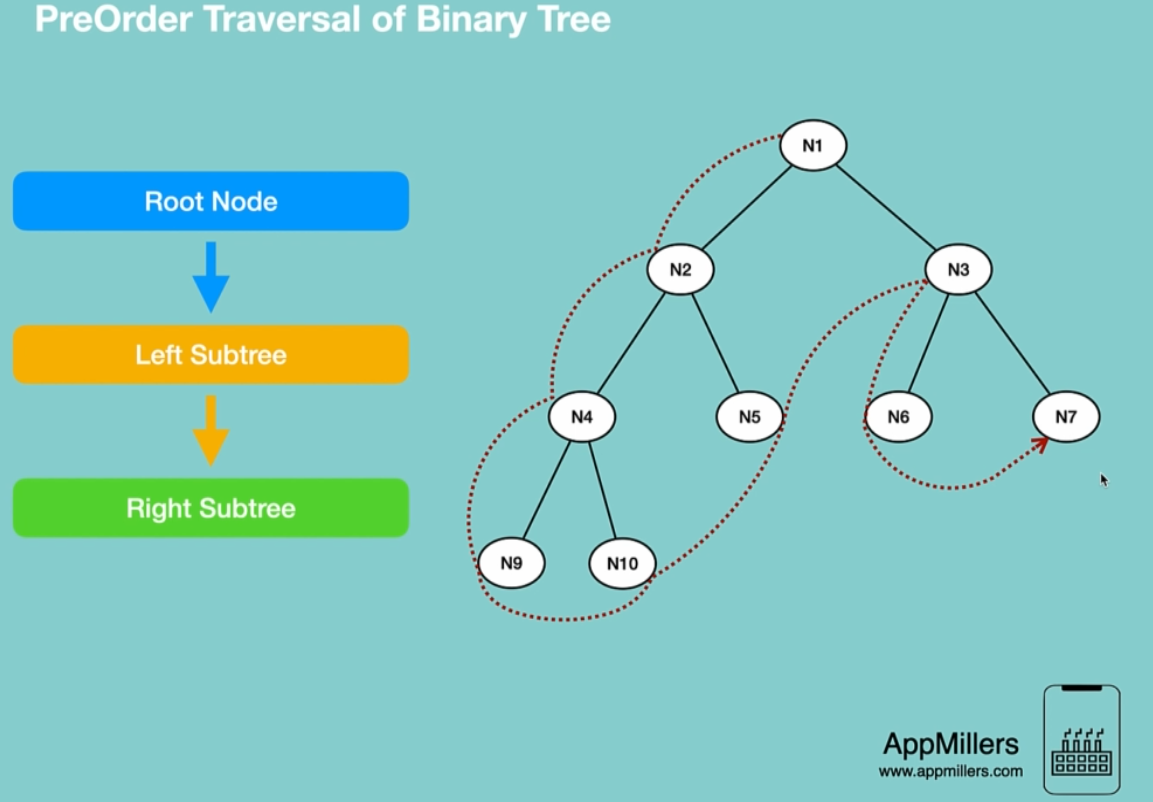 PreOrder Traversal of Binary Tree
Root Node
Left Subtree
Right Subtree
N1
N2
N3
N4
N5
N6
N7
N9
N10
AppMillers
www.appmillers.com